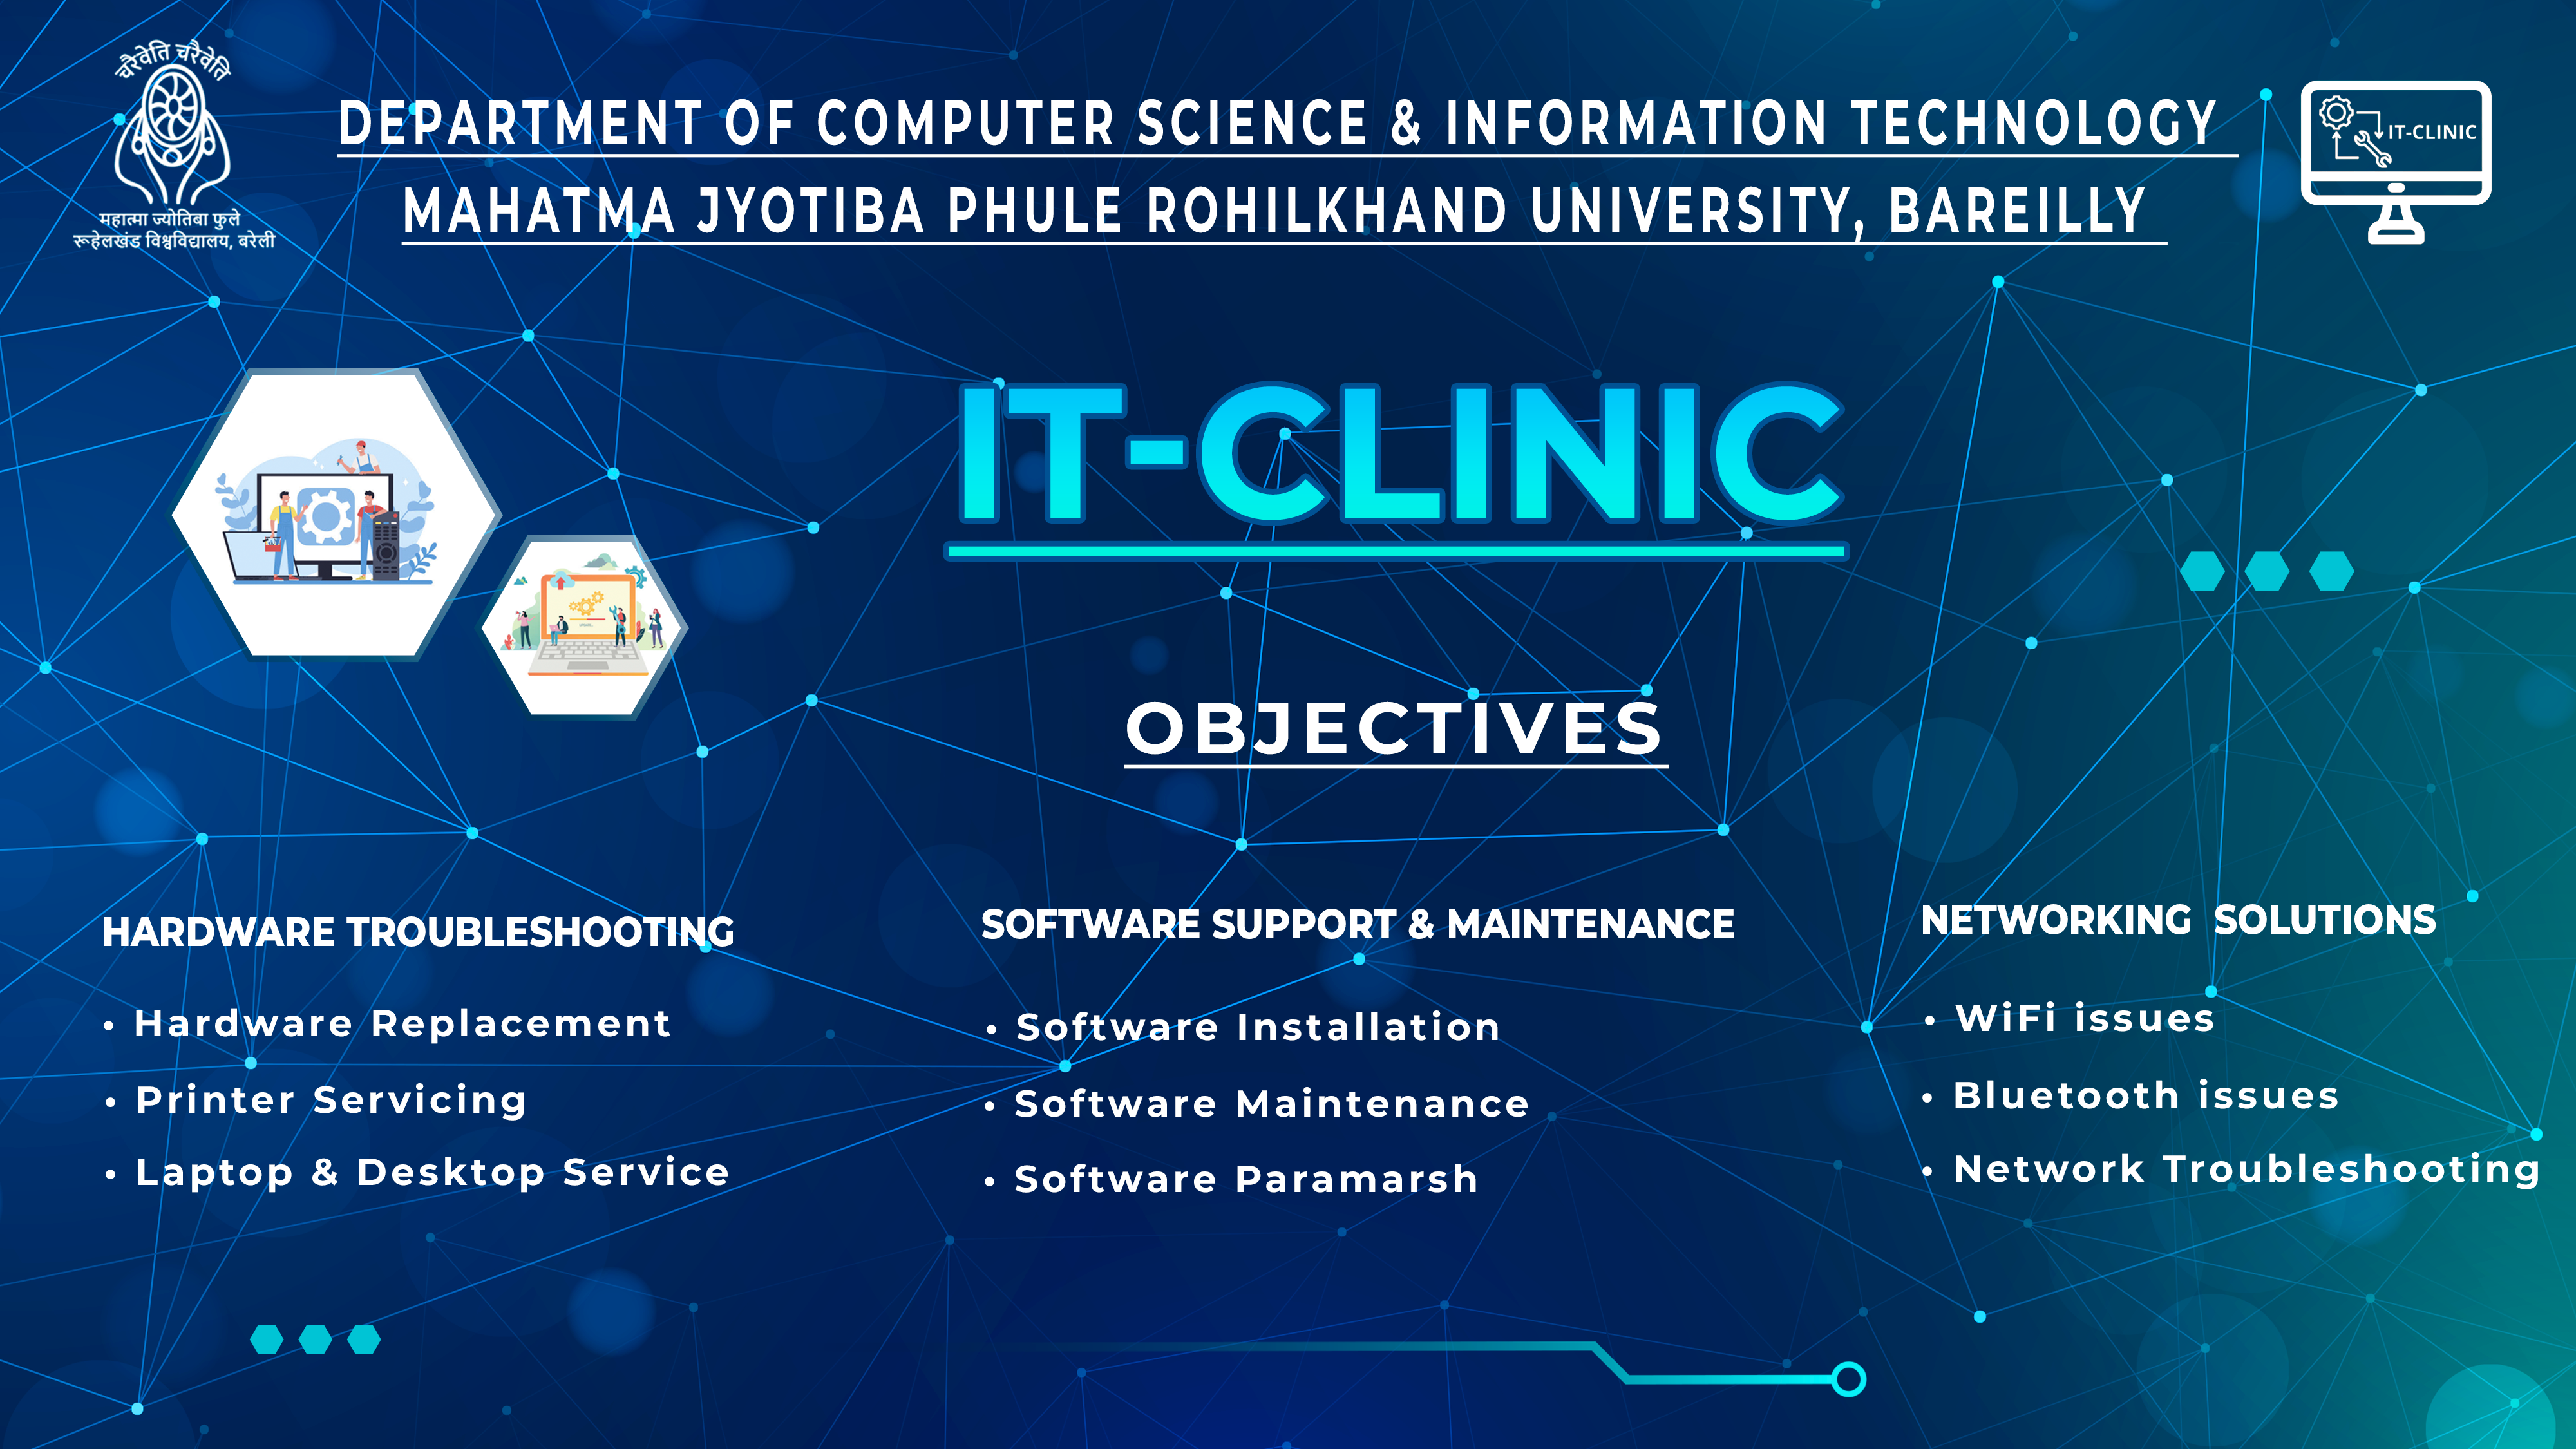 चरैवेति चरैवेति
महात्मा ज्योतिबा फुले
रूहेलखंड विश्वविद्यालय, बरेली
DEPARTMENT OF COMPUTER SCIENCE & INFORMATION TECHNOLOGY
MAHATMA JYOTIBA PHULE ROHILKHAND UNIVERSITY, BAREILLY
IT-CLINIC
IT-CLINIC
OBJECTIVES
HARDWARE TROUBLESHOOTING
• Hardware Replacement
• Printer Servicing
• Laptop & Desktop Service
SOFTWARE SUPPORT & MAINTENANCE
• Software Installation
• Software Maintenance
• Software Paramarsh
NETWORKING SOLUTIONS
• WiFi issues
• Bluetooth issues
• Network Troubleshooting